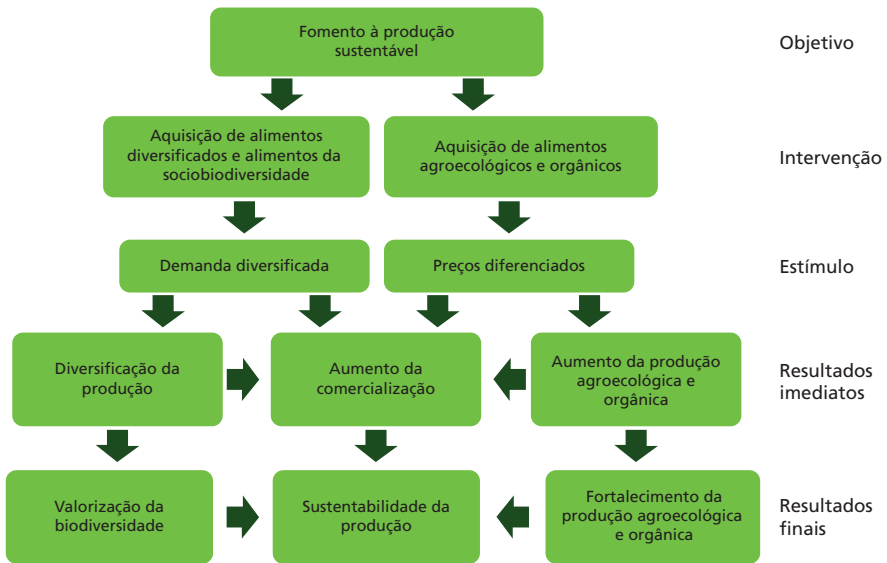 Fomento à produção
sustentável
Objetivo
Aquisição de alimentos
diversificados e alimentos da
sociobiodiversidade
Aquisição de alimentos
agroecológicos e orgânicos
Intervenção
Demanda diversificada
Preços diferenciados
Estímulo
Diversificação da
produção
Aumento da
comercialização
Aumento da produção
agroecológica e
orgânica
Resultados
imediatos
Valorização da
biodiversidade
Sustentabilidade da
produção
Fortalecimento da
produção agroecológica
e orgânica
Resultados
finais